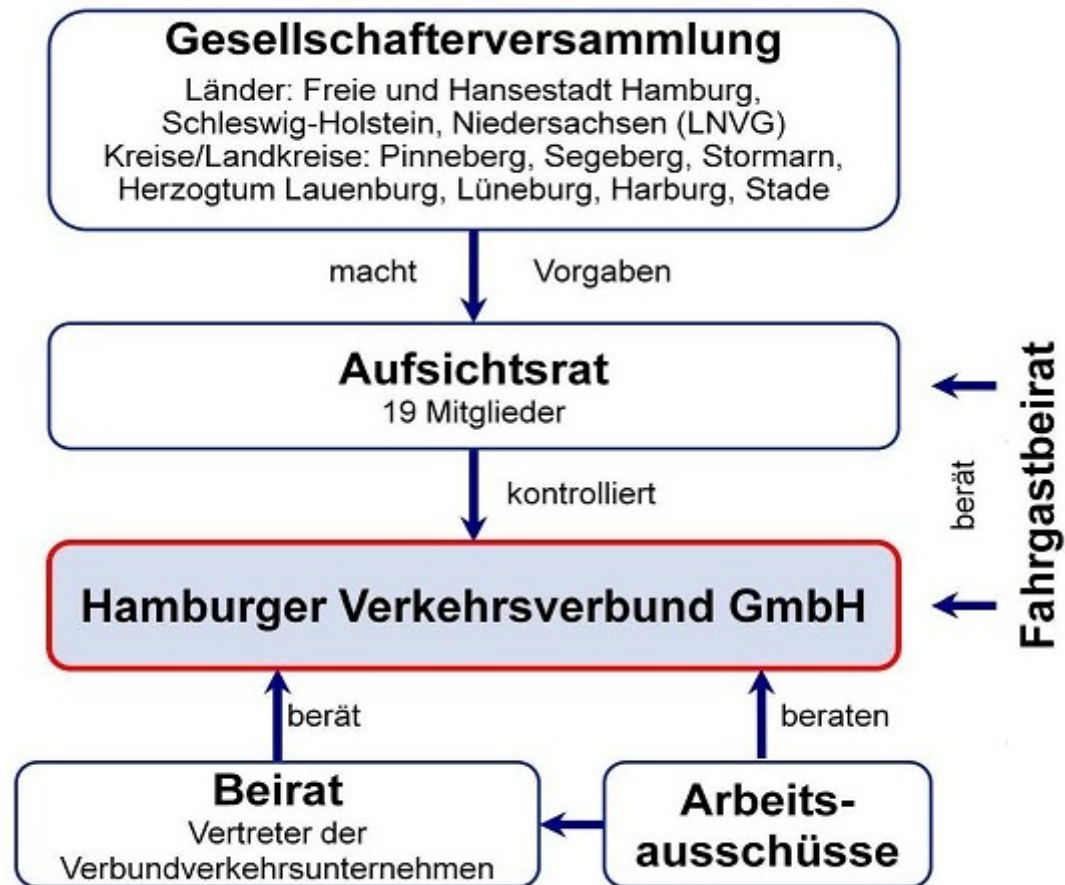 Gesellschafterversammlung
Länder: Freie und Hansestadt Hamburg,
Schleswig-Holstein, Niedersachsen (LNVG)
Kreise/Landkreise: Pinneberg, Segeberg, Stormarn,
Herzogtum Lauenburg, Lüneburg, Harburg, Stade
macht Vorgaben
Aufsichtsrat
19 Mitglieder
kontrolliert
Hamburger Verkehrsverbund GmbH
berät
Fahrgastbeirat
berät
beraten
Beirat
Vertreter der
Verbundverkehrsunternehmen
Arbeits-
ausschüsse